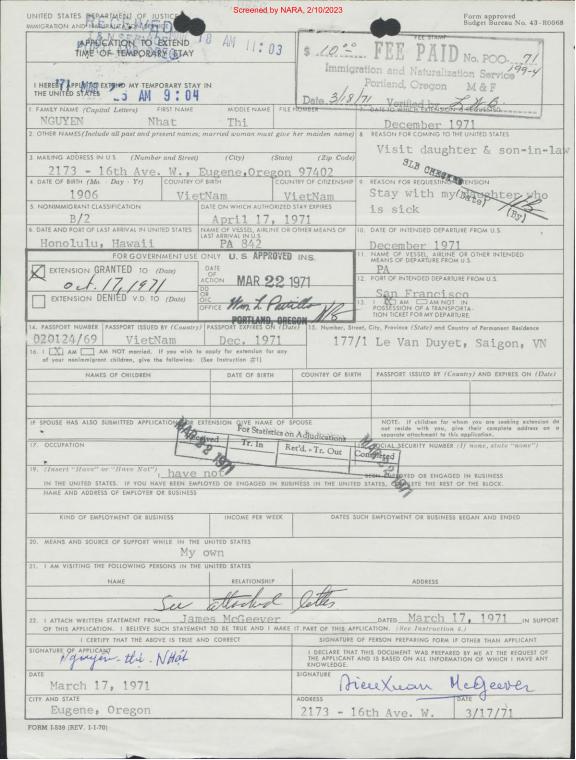 Screened by NARA, 2/10/2023
UNITED STATES DEPARTMENT OF JUSTICE
Form approved
Budget Bureau No. 43-R0068
APPLICATION TO EXTEND
TIME OF TEMPORARY STAY
AM 11:03
FEE STAMP
$ 10.00 FEE PAID No. POO- 71
1994
Immigration and Naturalization Service
Portland, Oregon M & F
Date 3/18/71 Verified by
I HEREBY APPLY TO EXTEND MY TEMPORARY STAY IN
THE UNITED STATES
AM 9:04
1. FAMILY NAME (Capital Letters) FIRST NAME MIDDLE NAME FILE NUMBER
NGUYEN Nhat Thi
December 1971
2. OTHER NAMES (Include all past and present names; married woman must give her maiden name)
8. REASON FOR COMING TO THE UNITED STATES
Visit daughter & son-in-law
3. MAILING ADDRESS IN U.S. (Number and Street) (City) (State) (Zip Code)
2173 - 16th Ave. W., Eugene, Oregon 97402
SLB CHECKED
(Date)
(By)
4. DATE OF BIRTH (Mo. - Day - Yr) COUNTRY OF BIRTH COUNTRY OF CITIZENSHIP
1906 VietNam VietNam
9. REASON FOR REQUESTING EXTENSION
Stay with my daughter who
is sick
5. NONIMMIGRANT CLASSIFICATION DATE ON WHICH AUTHORIZED STAY EXPIRES
B/2 April 17, 1971
6. DATE AND PORT OF LAST ARRIVAL IN UNITED STATES NAME OF VESSEL, AIRLINE OR OTHER MEANS OF
LAST ARRIVAL IN U.S.
Honolulu, Hawaii PA 842
10. DATE OF INTENDED DEPARTURE FROM U.S.
December 1971
FOR GOVERNMENT USE ONLY U.S APPROVED INS.
11. NAME OF VESSEL, AIRLINE OR OTHER INTENDED
MEANS OF DEPARTURE FROM U.S.
PA
X EXTENSION GRANTED TO (Date)
Oct. 17, 1971
EXTENSION DENIED V.D. TO (Date)
DATE
OF
ACTION MAR 22 1971
DD
OR
OIC
OFFICE
PORTLAND, OREGON
12. PORT OF INTENDED DEPARTURE FROM U.S.
San Francisco
13. I X AM AM NOT IN
POSSESSION OF A TRANSPORTA-
TION TICKET FOR MY DEPARTURE.
14. PASSPORT NUMBER PASSPORT ISSUED BY (Country) PASSPORT EXPIRES ON (Date)
020124/69 VietNam Dec. 1971
15. Number, Street, City, Province (State) and Country of Permanent Residence
177/1 Le Van Duyet, Saigon, VN
16. I X AM AM NOT MARRIED. If you wish to apply for extension for any
of your nonimmigrant children, give the following: (See Instruction #1)
NAMES OF CHILDREN DATE OF BIRTH COUNTRY OF BIRTH PASSPORT ISSUED BY (Country) AND EXPIRES ON (Date)
IF SPOUSE HAS ALSO SUBMITTED APPLICATION FOR EXTENSION GIVE NAME OF SPOUSE
NOTE: If children for whom you are seeking extension do
not reside with you, give their complete address on a
separate attachment to this application.
For Statistics on Adjudications
Received Tr. In Ret'd. - Tr. Out Completed
MAR 22 1971
MAR 22 1971
17. OCCUPATION
SOCIAL SECURITY NUMBER (If none, state "none")
19. (Insert "Have" or "Have Not") I have not BEEN EMPLOYED OR ENGAGED IN BUSINESS
IN THE UNITED STATES. IF YOU HAVE BEEN EMPLOYED OR ENGAGED IN BUSINESS IN THE UNITED STATES, COMPLETE THE REST OF THE BLOCK.
NAME AND ADDRESS OF EMPLOYER OR BUSINESS
KIND OF EMPLOYMENT OR BUSINESS INCOME PER WEEK DATES SUCH EMPLOYMENT OR BUSINESS BEGAN AND ENDED
20. MEANS AND SOURCE OF SUPPORT WHILE IN THE UNITED STATES
My own
21. I AM VISITING THE FOLLOWING PERSONS IN THE UNITED STATES
NAME RELATIONSHIP ADDRESS
See attached letter
22. I ATTACH WRITTEN STATEMENT FROM James McGeever DATED March 17, 1971 IN SUPPORT
OF THIS APPLICATION. I BELIEVE SUCH STATEMENT TO BE TRUE AND I MAKE IT PART OF THIS APPLICATION. (See Instruction 4.)
I CERTIFY THAT THE ABOVE IS TRUE AND CORRECT
SIGNATURE OF PERSON PREPARING FORM IF OTHER THAN APPLICANT
SIGNATURE OF APPLICANT
Nguyen-thi-Nhật
I DECLARE THAT THIS DOCUMENT WAS PREPARED BY ME AT THE REQUEST OF
THE APPLICANT AND IS BASED ON ALL INFORMATION OF WHICH I HAVE ANY
KNOWLEDGE.
DATE
March 17, 1971
SIGNATURE
DieuXuan McGeever
CITY AND STATE
Eugene, Oregon
ADDRESS DATE
2173 - 16th Ave. W. 3/17/71
FORM I-539 (REV. 1-1-70)